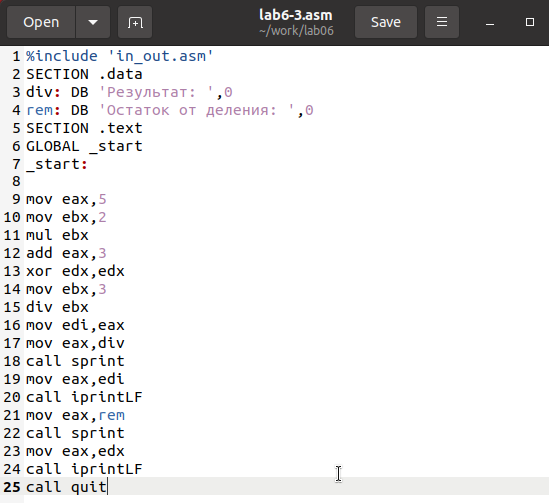 Open
lab6-3.asm
~/work/lab06
Save
1 %include 'in_out.asm'
2 SECTION .data
3 div: DB 'Результат: ',0
4 rem: DB 'Остаток от деления: ',0
5 SECTION .text
6 GLOBAL _start
7 _start:
8
9 mov eax,5
10 mov ebx,2
11 mul ebx
12 add eax,3
13 xor edx,edx
14 mov ebx,3
15 div ebx
16 mov edi,eax
17 mov eax,div
18 call sprint
19 mov eax,edi
20 call iprintLF
21 mov eax,rem
22 call sprint
23 mov eax,edx
24 call iprintLF
25 call quit